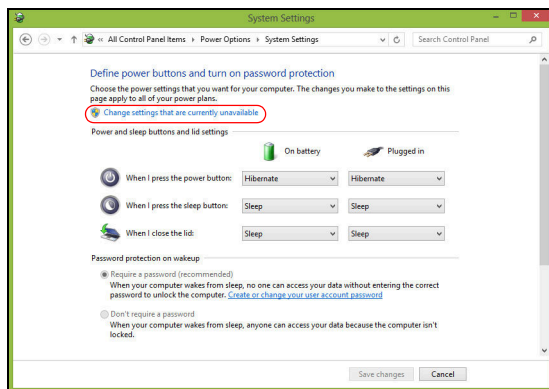 System Settings
« All Control Panel Items › Power Options › System Settings
Search Control Panel
Define power buttons and turn on password protection
Choose the power settings that you want for your computer. The changes you make to the settings on this
page apply to all of your power plans.
Change settings that are currently unavailable
Power and sleep buttons and lid settings
On battery Plugged in
When I press the power button: Hibernate Hibernate
When I press the sleep button: Sleep Sleep
When I close the lid: Sleep Sleep
Password protection on wakeup
Require a password (recommended)
When your computer wakes from sleep, no one can access your data without entering the correct
password to unlock the computer. Create or change your user account password
Don't require a password
When your computer wakes from sleep, anyone can access your data because the computer isn't
locked.
Save changes Cancel